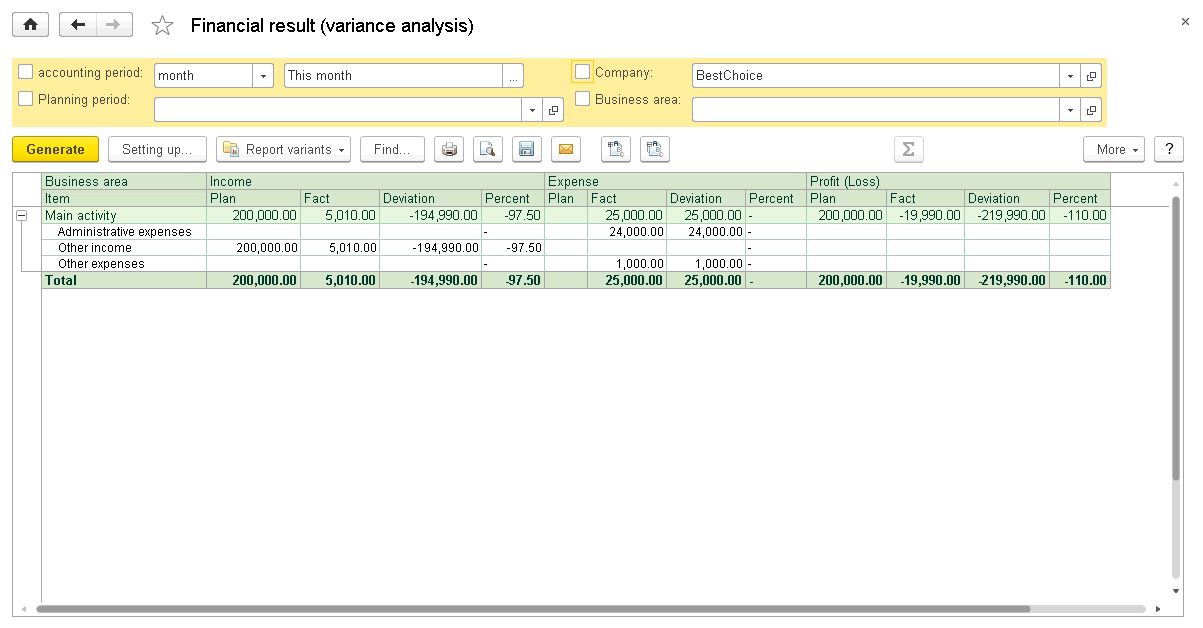 Financial result (variance analysis)
accounting period: month This month ... Company: BestChoice
Planning period: Business area:
Generate Setting up... Report variants Find... Σ More ?
Business area Income Expense Profit (Loss)
Item Plan Fact Deviation Percent Plan Fact Deviation Percent Plan Fact Deviation Percent
Main activity 200,000.00 5,010.00 -194,990.00 -97.50 25,000.00 25,000.00 - 200,000.00 -19,990.00 -219,990.00 -110.00
Administrative expenses - 24,000.00 24,000.00 -
Other income 200,000.00 5,010.00 -194,990.00 -97.50 -
Other expenses - 1,000.00 1,000.00 -
Total 200,000.00 5,010.00 -194,990.00 -97.50 25,000.00 25,000.00 - 200,000.00 -19,990.00 -219,990.00 -110.00